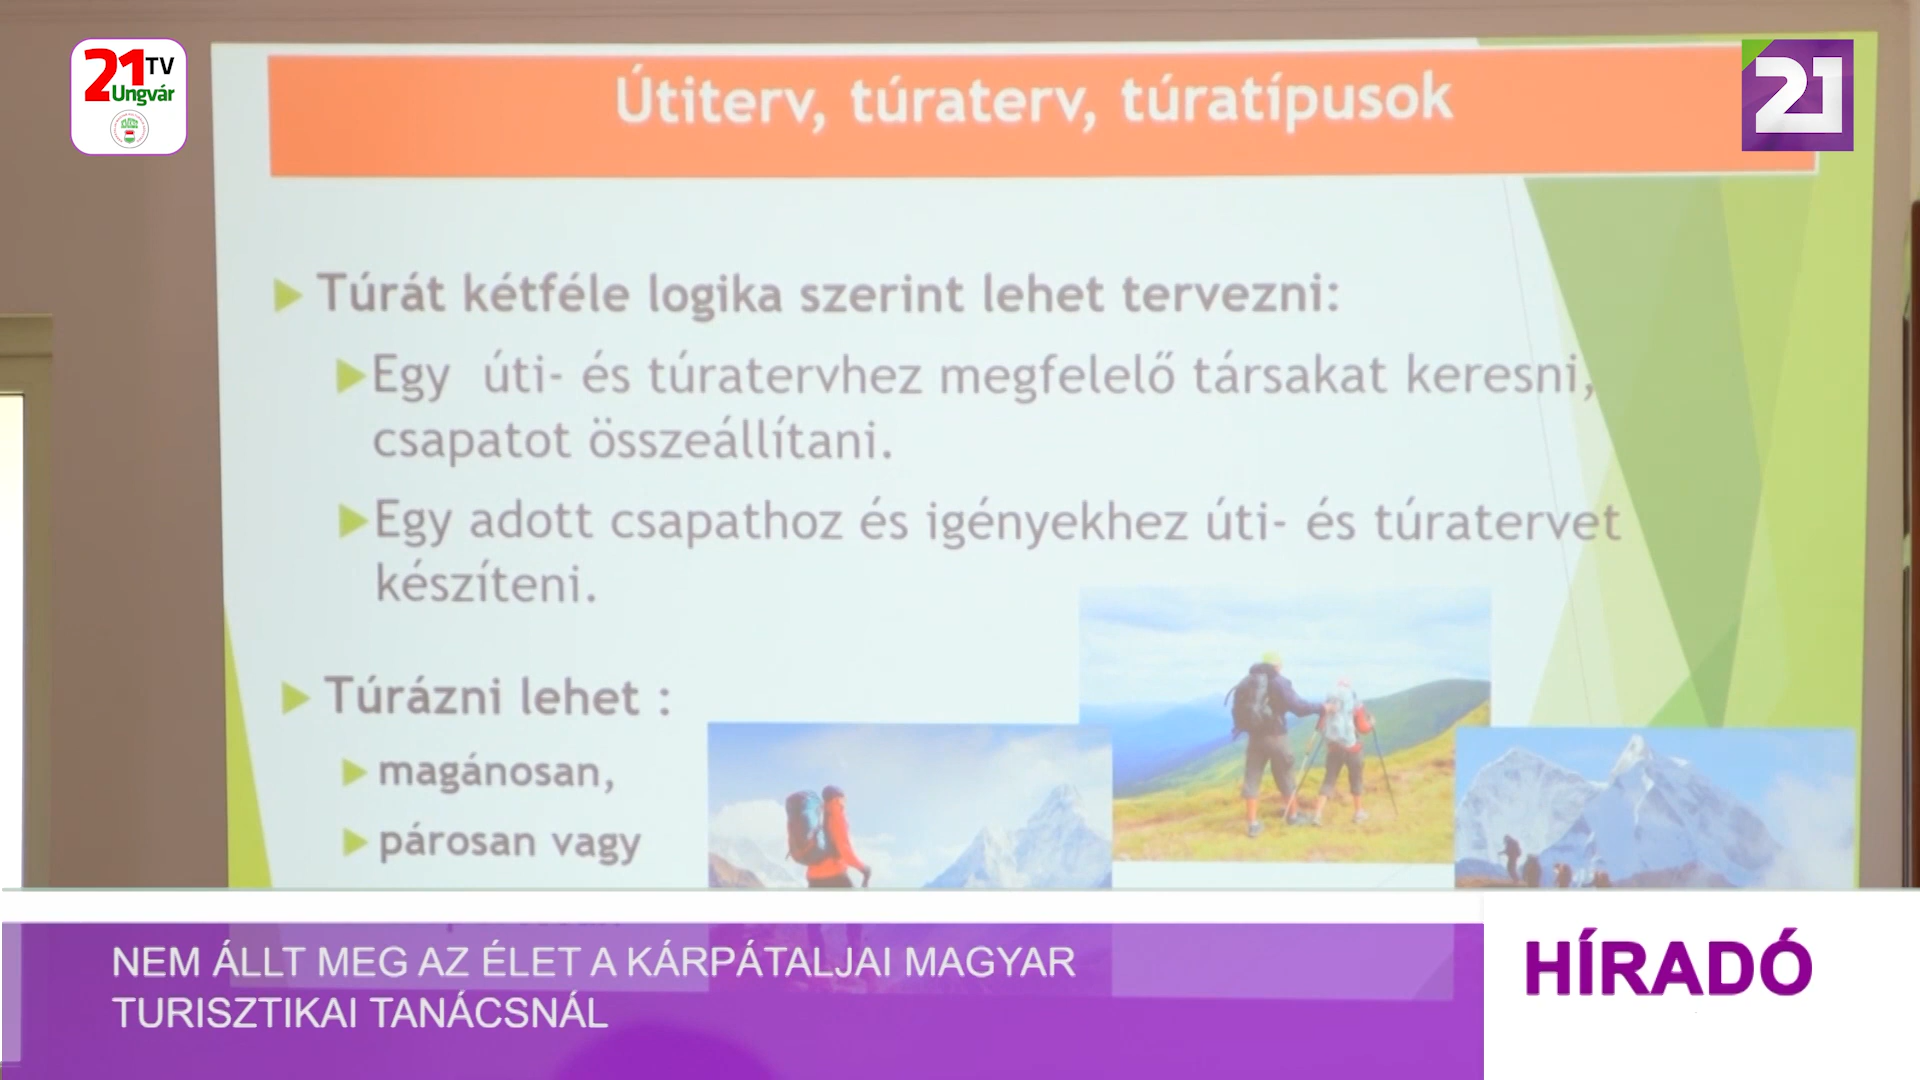 21 TV
Ungvár
21
Útiterv, túraterv, túratípusok
Túrát kétféle logika szerint lehet tervezni:
Egy úti- és túratervhez megfelelő társakat keresni,
csapatot összeállítani.
Egy adott csapathoz és igényekhez úti- és túratervet
készíteni.
Túrázni lehet :
magánosan,
párosan vagy
NEM ÁLLT MEG AZ ÉLET A KÁRPÁTALJAI MAGYAR
TURISZTIKAI TANÁCSNÁL
HÍRADÓ